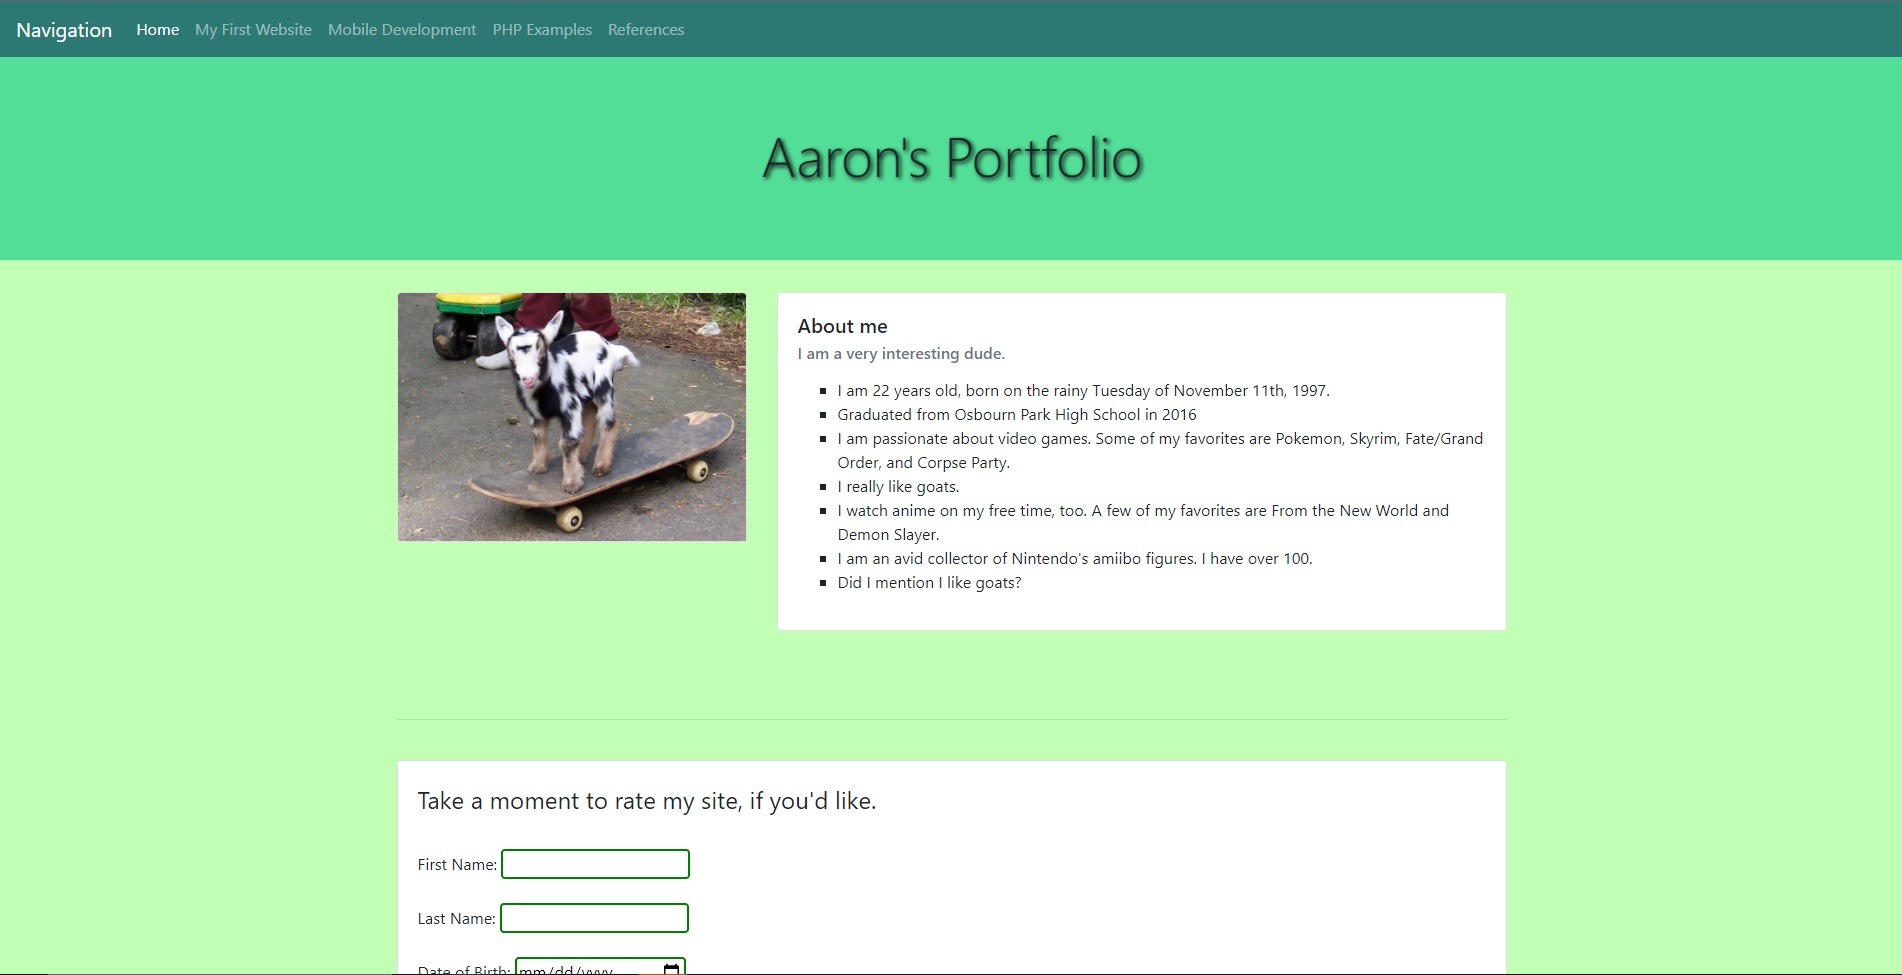 Navigation Home My First Website Mobile Development PHP Examples References
Aaron's Portfolio
About me
I am a very interesting dude.
I am 22 years old, born on the rainy Tuesday of November 11th, 1997.
Graduated from Osbourn Park High School in 2016
I am passionate about video games. Some of my favorites are Pokemon, Skyrim, Fate/Grand
Order, and Corpse Party.
I really like goats.
I watch anime on my free time, too. A few of my favorites are From the New World and
Demon Slayer.
I am an avid collector of Nintendo's amiibo figures. I have over 100.
Did I mention I like goats?
Take a moment to rate my site, if you'd like.
First Name:
Last Name:
Date of Birth: mm/dd/yyyy